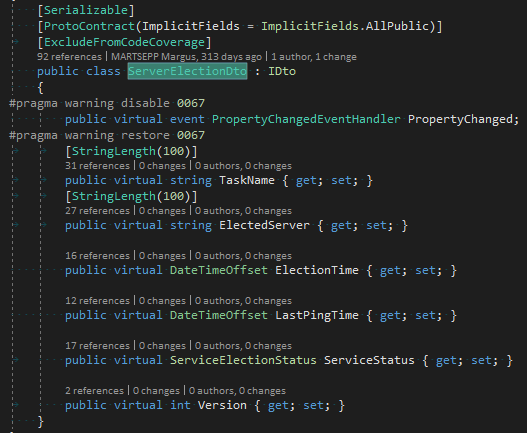 [Serializable]
[ProtoContract(ImplicitFields = ImplicitFields.AllPublic)]
[ExcludeFromCodeCoverage]
92 references | MARTSEPP Margus, 313 days ago | 1 author, 1 change
public class ServerElectionDto : IDto
{
#pragma warning disable 0067
public virtual event PropertyChangedEventHandler PropertyChanged;
#pragma warning restore 0067
[StringLength(100)]
31 references | 0 changes | 0 authors, 0 changes
public virtual string TaskName { get; set; }
[StringLength(100)]
27 references | 0 changes | 0 authors, 0 changes
public virtual string ElectedServer { get; set; }
16 references | 0 changes | 0 authors, 0 changes
public virtual DateTimeOffset ElectionTime { get; set; }
12 references | 0 changes | 0 authors, 0 changes
public virtual DateTimeOffset LastPingTime { get; set; }
17 references | 0 changes | 0 authors, 0 changes
public virtual ServiceElectionStatus ServiceStatus { get; set; }
2 references | 0 changes | 0 authors, 0 changes
public virtual int Version { get; set; }
}